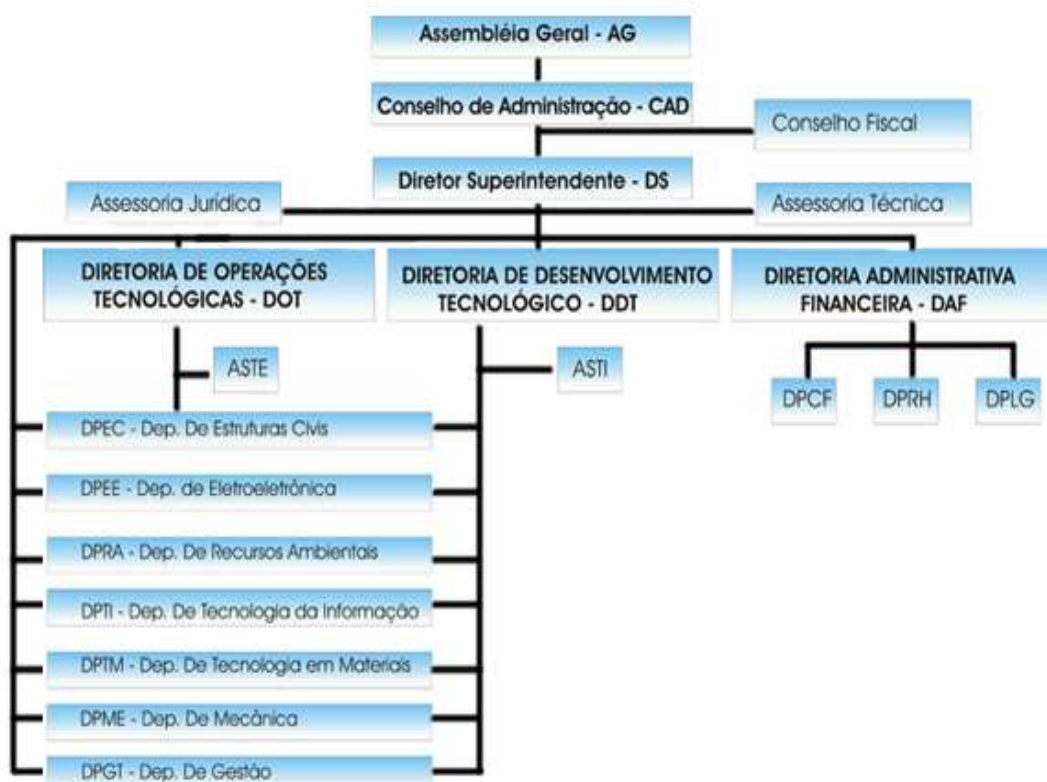 Assembléia Geral - AG
Conselho de Administração - CAD
Conselho Fiscal
Diretor Superintendente - DS
Assessoria Jurídica
Assessoria Técnica
DIRETORIA DE OPERAÇÕES
TECNOLÓGICAS - DOT
DIRETORIA DE DESENVOLVIMENTO
TECNOLÓGICO - DDT
DIRETORIA ADMINISTRATIVA
FINANCEIRA - DAF
ASTE
ASTI
DPCF
DPRH
DPLG
DPEC - Dep. De Estruturas Civis
DPEE - Dep. de Eletroeletrônica
DPRA - Dep. De Recursos Ambientais
DPTI - Dep. De Tecnologia da Informação
DPTM - Dep. De Tecnologia em Materiais
DPME - Dep. De Mecânica
DPGT - Dep. De Gestão